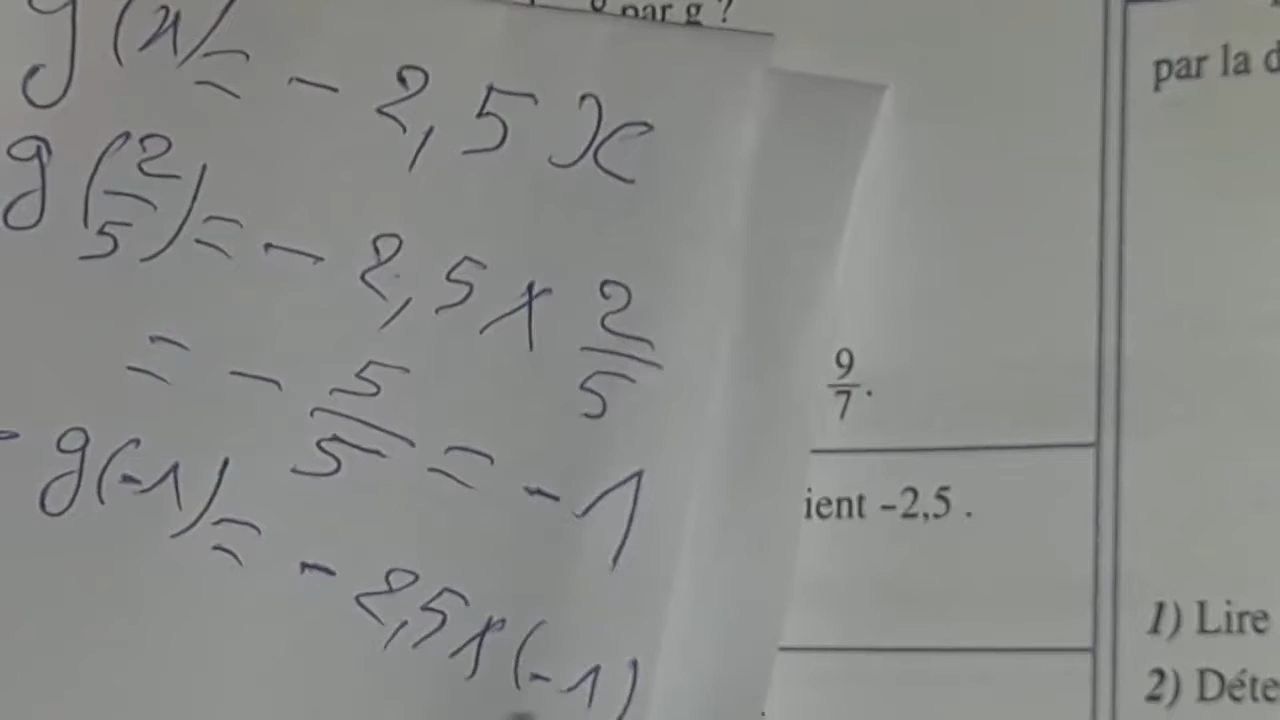 par g ?
g(x) = - 2,5x
g(2/5) = - 2,5 x 2/5
= - 5/5 = - 1
- g(-1) = - 2,5 x (-1)
9/7.
ient -2,5 .
par la d
1) Lire
2) Déte